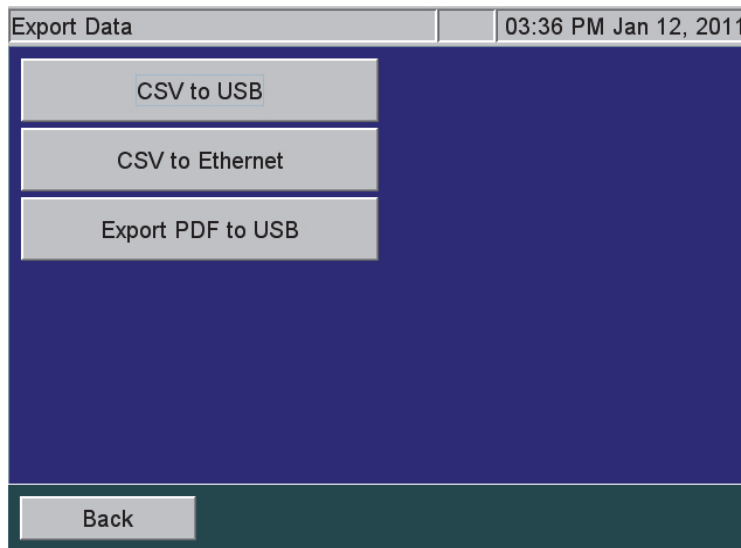 Export Data 03:36 PM Jan 12, 2011
CSV to USB
CSV to Ethernet
Export PDF to USB
Back